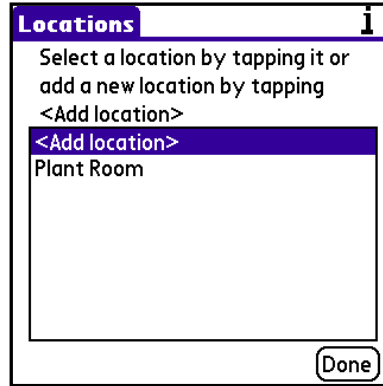 Locations i
Select a location by tapping it or
add a new location by tapping
<Add location>
<Add location>
Plant Room
Done